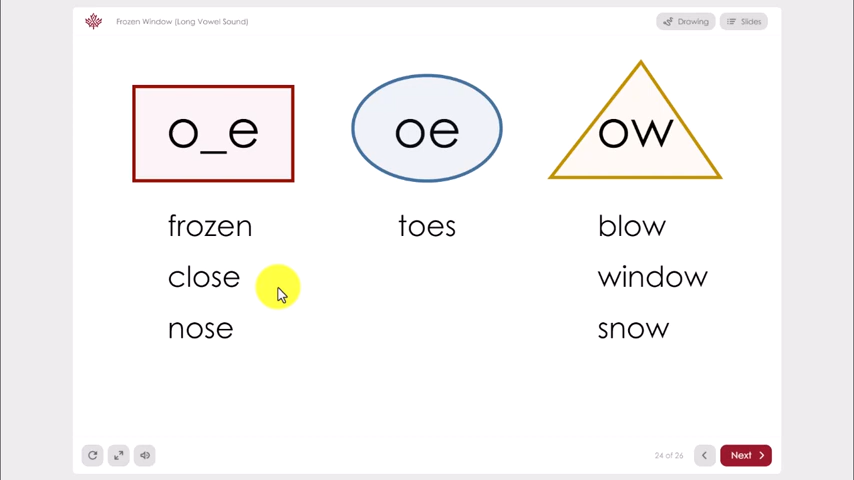 Frozen Window (Long Vowel Sound)
Drawing
Slides
o_e
oe
ow
frozen
toes
blow
close
window
nose
snow
24 of 26
Next